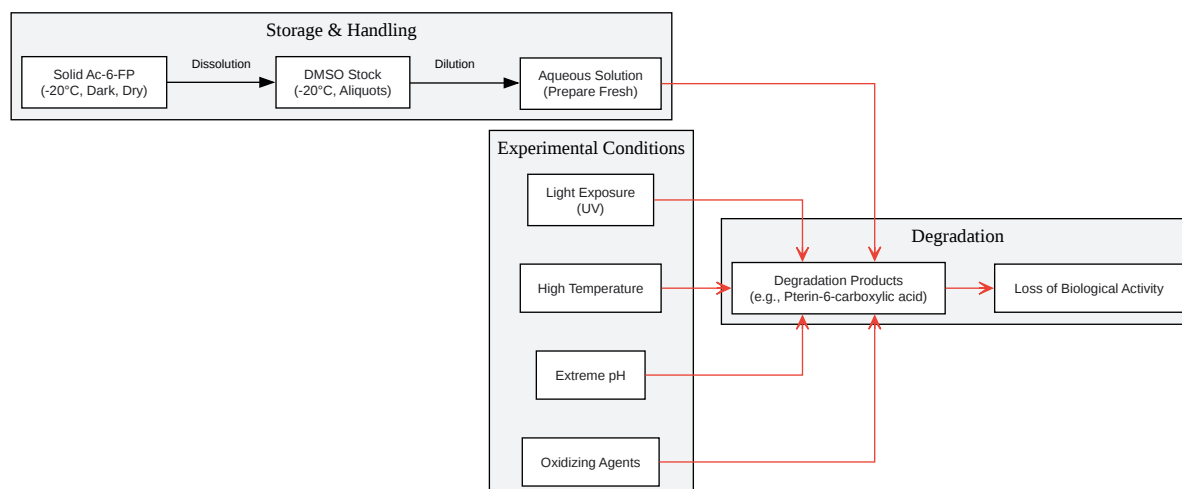 Storage & Handling
Solid Ac-6-FP
(-20°C, Dark, Dry)
Dissolution
DMSO Stock
(-20°C, Aliquots)
Dilution
Aqueous Solution
(Prepare Fresh)
Experimental Conditions
Light Exposure
(UV)
High Temperature
Extreme pH
Oxidizing Agents
Degradation
Degradation Products
(e.g., Pterin-6-carboxylic acid)
Loss of Biological Activity